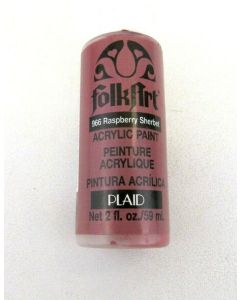 folkArt
966 Raspberry Sherbet
ACRYLIC PAINT
PEINTURE
ACRYLIQUE
PINTURA ACRÍLICA
PLAID
Net 2 fl. oz./59 ml.